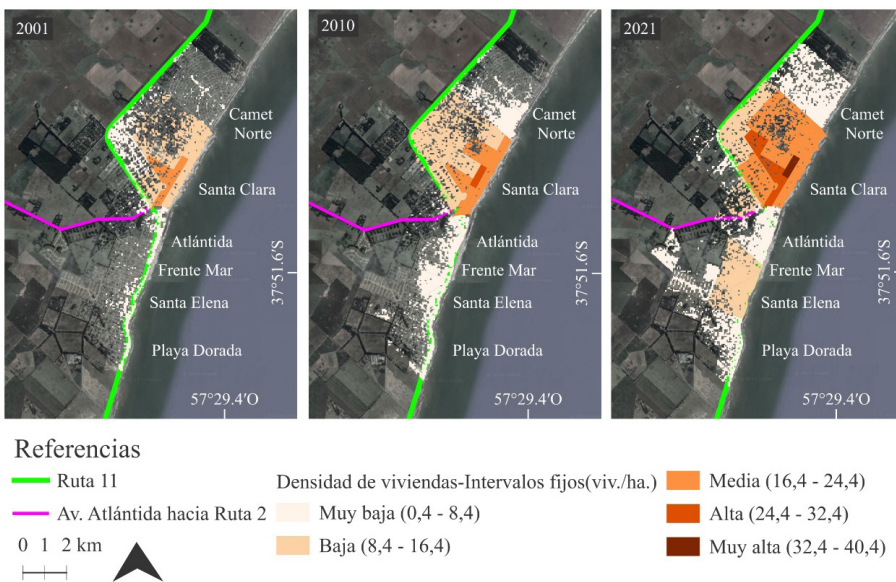 2001
Camet
Norte
Santa Clara
Atlántida
Frente Mar
Santa Elena
Playa Dorada
37°51.6'S
57°29.4'O
2010
Camet
Norte
Santa Clara
Atlántida
Frente Mar
Santa Elena
Playa Dorada
37°51.6'S
57°29.4'O
2021
Camet
Norte
Santa Clara
Atlántida
Frente Mar
Santa Elena
Playa Dorada
37°51.6'S
57°29.4'O
Referencias
Ruta 11
Av. Atlántida hacia Ruta 2
0 1 2 km
Densidad de viviendas-Intervalos fijos(viv./ha.)
Muy baja (0,4 - 8,4)
Baja (8,4 - 16,4)
Media (16,4 - 24,4)
Alta (24,4 - 32,4)
Muy alta (32,4 - 40,4)